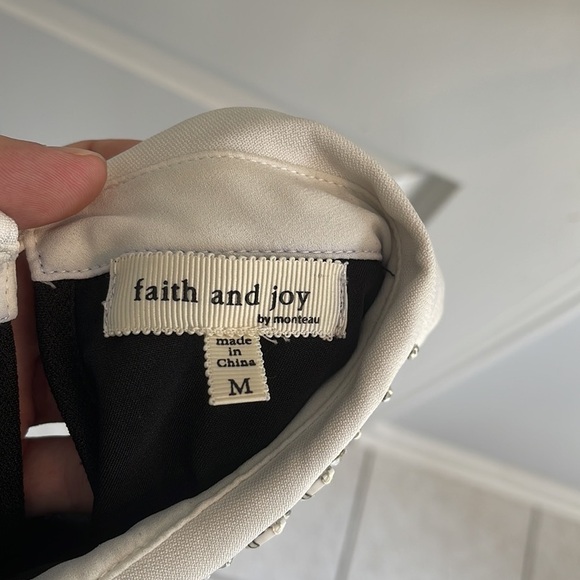 faith and joy
by monteau
made
in
China
M